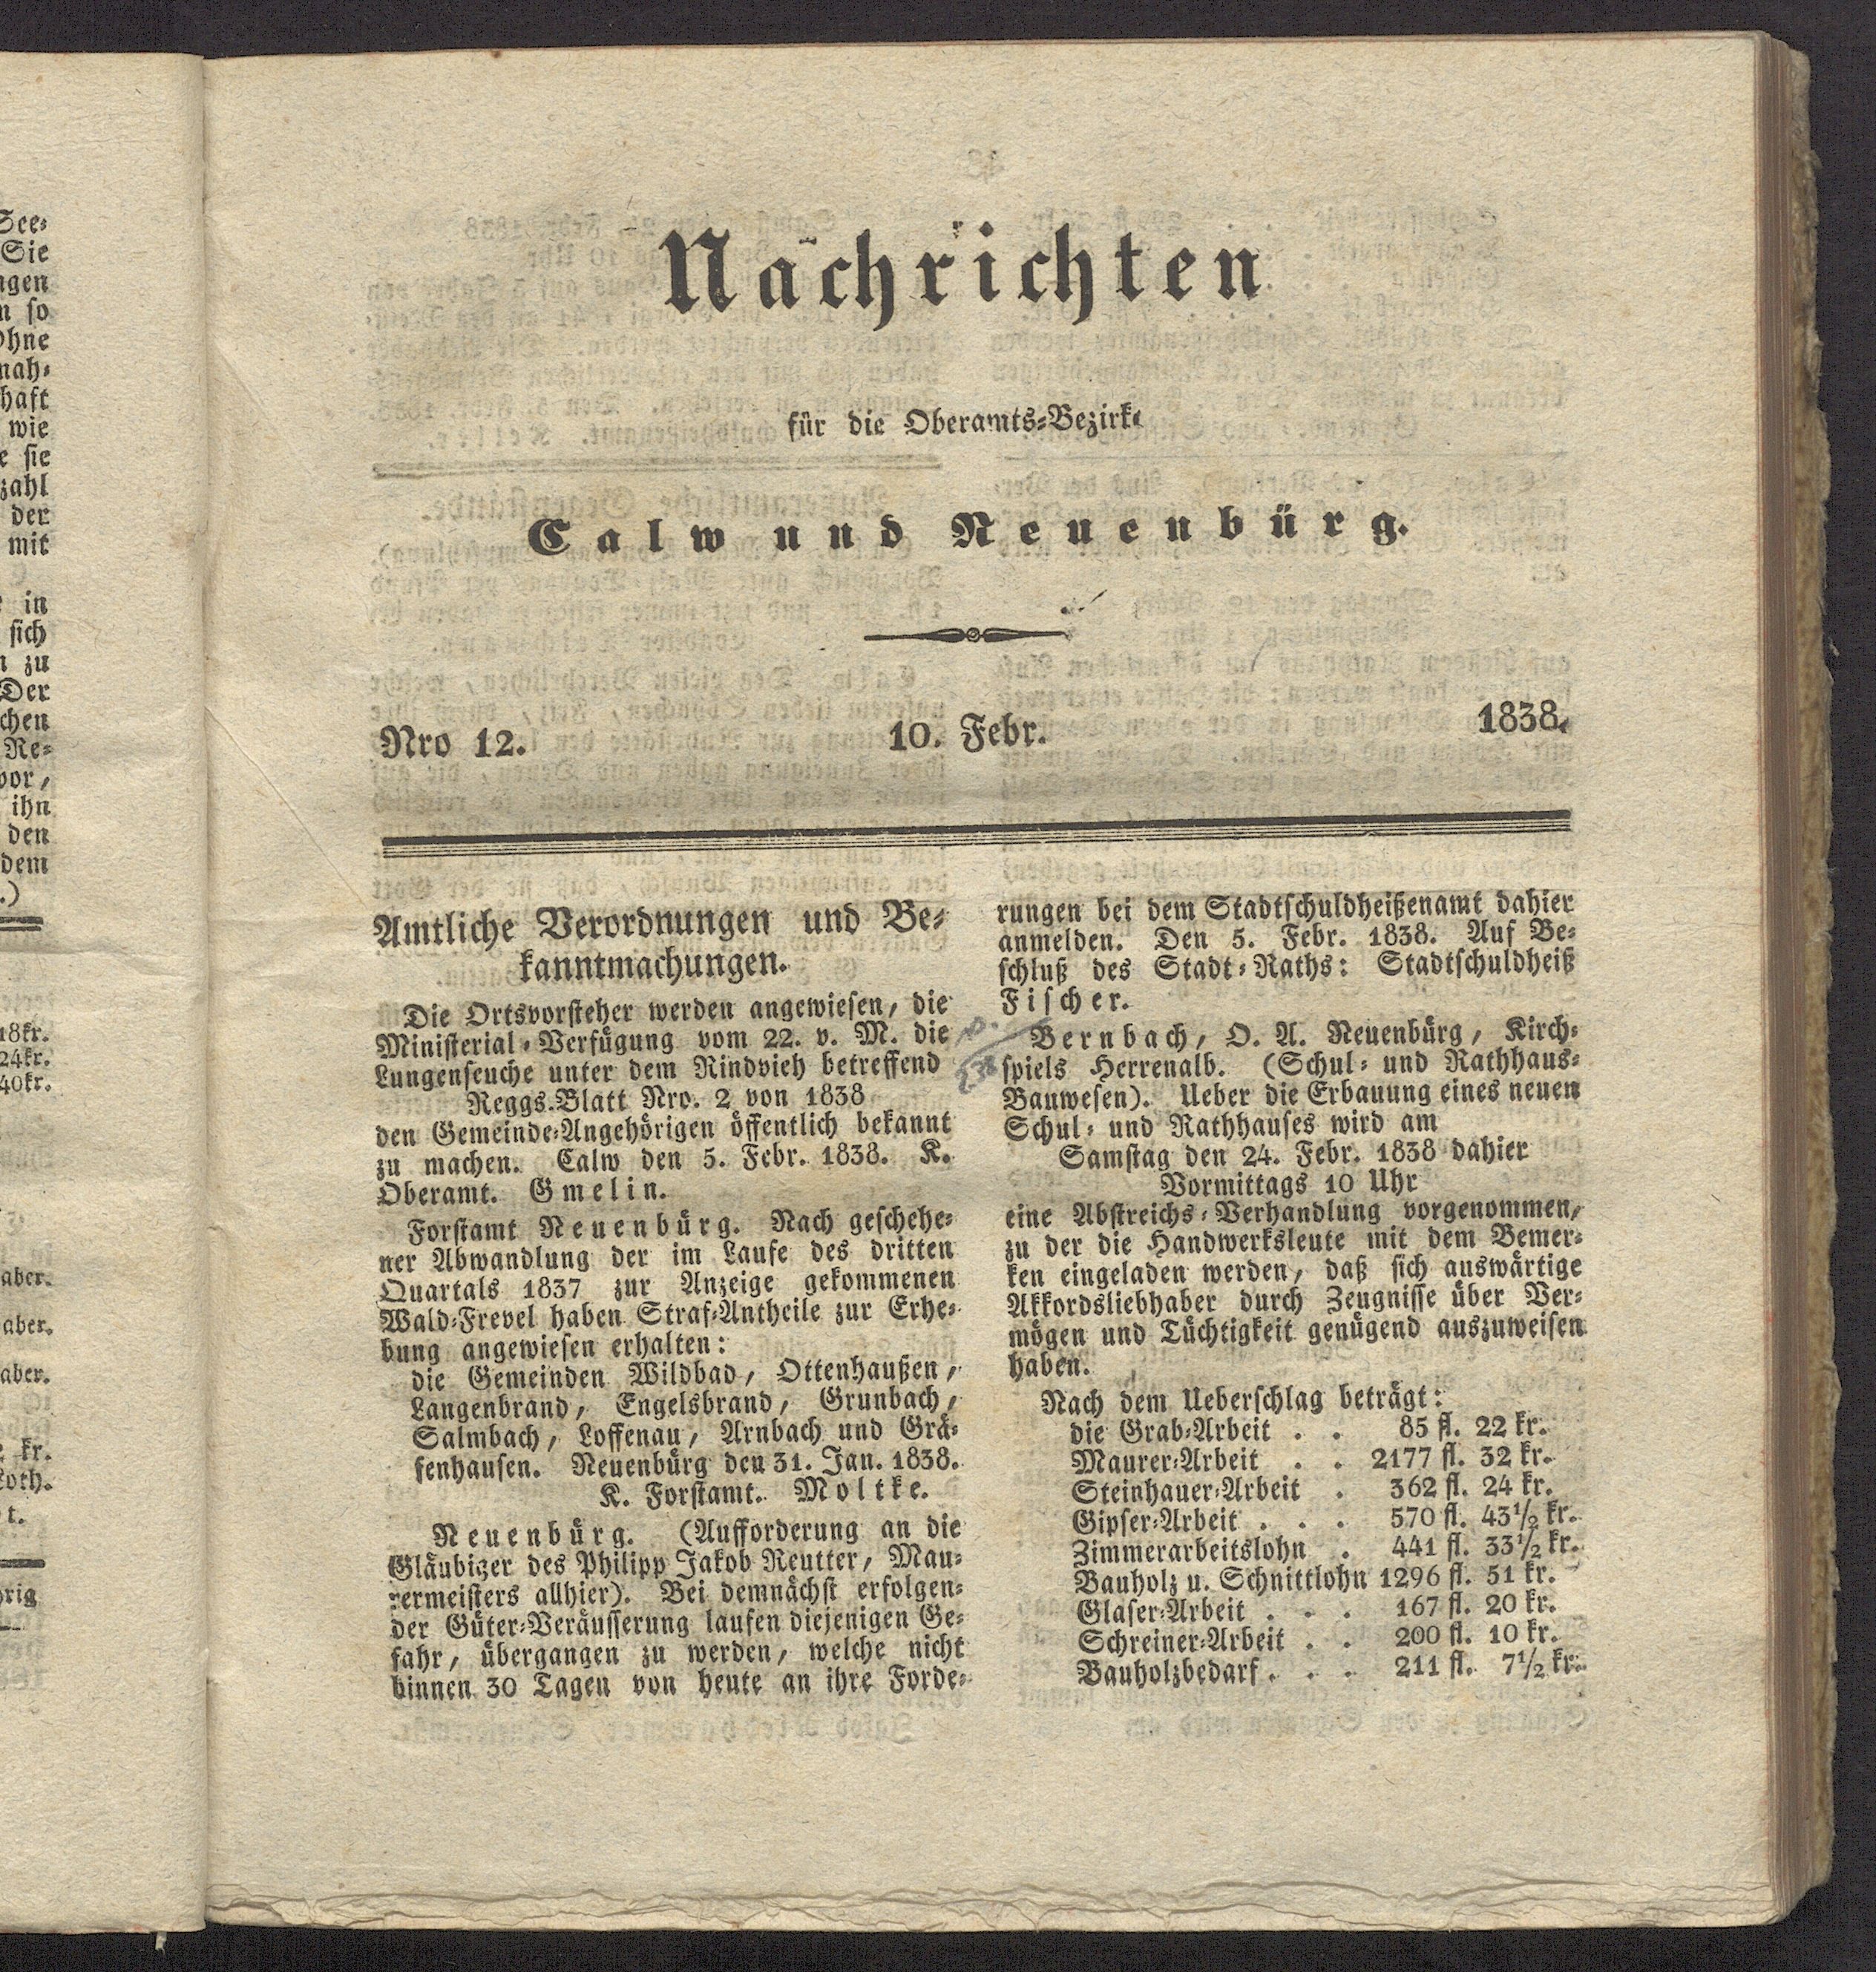 Nachrichten
für die Oberamts-Bezirke
Calw und Neuenbürg.
Nro 12.
10. Febr.
1838.
Amtliche Verordnungen und Be-
kanntmachungen.
Die Ortsvorsteher werden angewiesen, die
Ministerial-Verfügung vom 22. v. M. die
Lungenseuche unter dem Rindvieh betreffend
Reggs.Blatt Nro. 2 von 1838
den Gemeinde-Angehörigen öffentlich bekannt
zu machen. Calw den 5. Febr. 1838. K.
Oberamt. Gmelin.
Forstamt Neuenbürg. Nach geschehe-
ner Abwandlung der im Laufe des dritten
Quartals 1837 zur Anzeige gekommenen
Wald-Frevel haben Straf-Antheile zur Erhe-
bung angewiesen erhalten:
die Gemeinden Wildbad, Ottenhaußen,
Langenbrand, Engelsbrand, Grunbach,
Salmbach, Loffenau, Arnbach und Grä-
fenhausen. Neuenbürg den 31. Jan. 1838.
K. Forstamt. Moltke.
Neuenbürg. (Aufforderung an die
Gläubiger des Philipp Jakob Reutter, Mau-
rermeisters allhier). Bei demnächst erfolgen-
der Güter-Veräusserung laufen diejenigen Ge-
fahr, übergangen zu werden, welche nicht
binnen 30 Tagen von heute an ihre Forde-
rungen bei dem Stadtschuldheißenamt dahier
anmelden. Den 5. Febr. 1838. Auf Be-
schluß des Stadt-Raths: Stadtschuldheiß
Fischer.
Bernbach, O. A. Neuenbürg, Kirch-
spiels Herrenalb. (Schul- und Rathhaus-
Bauwesen). Ueber die Erbauung eines neuen
Schul- und Rathhauses wird am
Samstag den 24. Febr. 1838 dahier
Vormittags 10 Uhr
eine Abstreichs-Verhandlung vorgenommen,
zu der die Handwerksleute mit dem Bemer-
ken eingeladen werden, daß sich auswärtige
Akkordsliebhaber durch Zeugnisse über Ver-
mögen und Tüchtigkeit genügend auszuweisen
haben.
Nach dem Ueberschlag beträgt:
die Grab-Arbeit . . 85 fl. 22 kr.
Maurer-Arbeit . . 2177 fl. 32 kr.
Steinhauer-Arbeit . 362 fl. 24 kr.
Gipser-Arbeit . . . 570 fl. 43½ kr.
Zimmerarbeitslohn . 441 fl. 33½ kr.
Bauholz u. Schnittlohn 1296 fl. 51 kr.
Glaser-Arbeit . . . 167 fl. 20 kr.
Schreiner-Arbeit . . 200 fl. 10 kr.
Bauholzbedarf . . . 211 fl. 7½ kr.